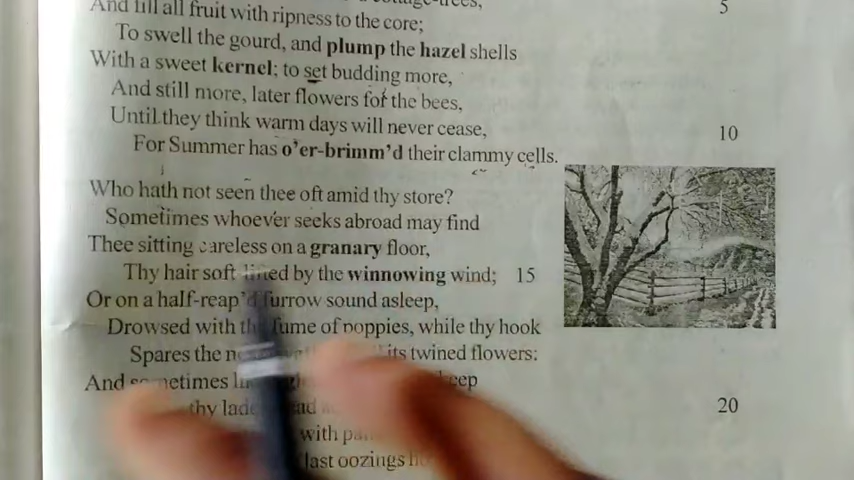 cottage-trees,
And fill all fruit with ripness to the core;
5
To swell the gourd, and plump the hazel shells
With a sweet kernel; to set budding more,
And still more, later flowers for the bees,
Until they think warm days will never cease,
10
For Summer has o'er-brimm'd their clammy cells.
Who hath not seen thee oft amid thy store?
Sometimes whoever seeks abroad may find
Thee sitting careless on a granary floor,
Thy hair soft-lifted by the winnowing wind; 15
Or on a half-reap'd furrow sound asleep,
Drowsed with the fume of poppies, while thy hook
Spares the its twined flowers:
And sometimes
thy
20
with
last oozings